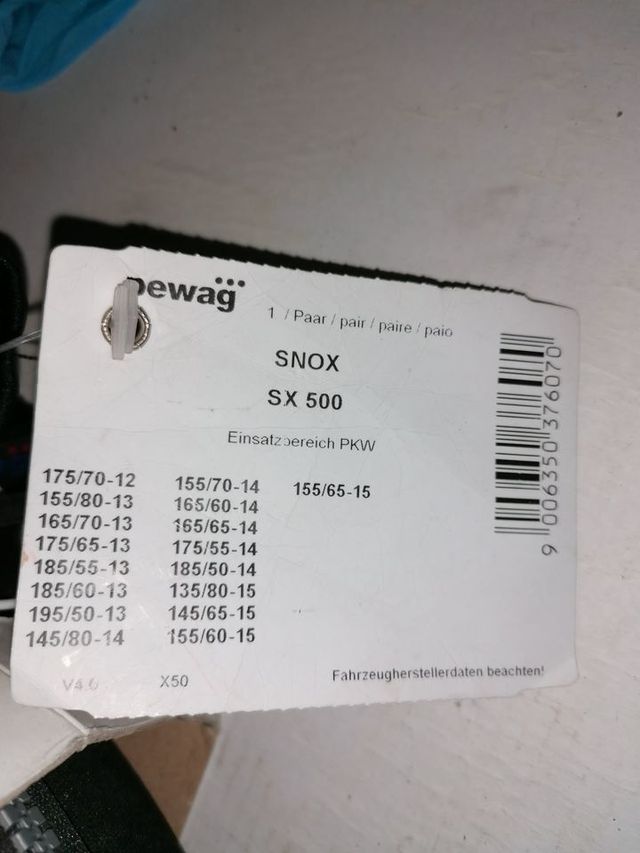 pewag
1 / Paar / pair / paire / paio
SNOX
SX 500
Einsatzbereich PKW
175/70-12 155/70-14 155/65-15
155/80-13 165/60-14
165/70-13 165/65-14
175/65-13 175/55-14
185/55-13 185/50-14
185/60-13 135/80-15
195/50-13 145/65-15
145/80-14 155/60-15
V4.0 X50 Fahrzeugherstellerdaten beachten!
9 006350 376070